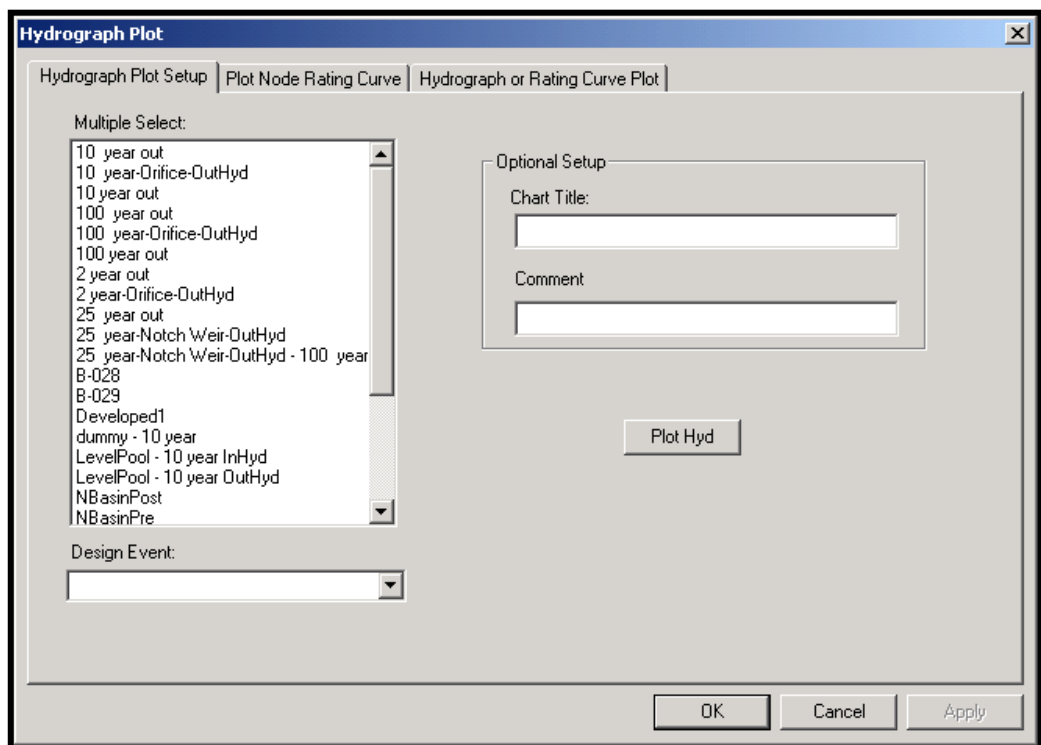 Hydrograph Plot
Hydrograph Plot Setup Plot Node Rating Curve Hydrograph or Rating Curve Plot
Multiple Select:
10  year out
10  year-Orifice-OutHyd
10 year out
100  year out
100  year-Orifice-OutHyd
100 year out
2 year out
2 year-Orifice-OutHyd
25  year out
25  year-Notch Weir-OutHyd
25  year-Notch Weir-OutHyd - 100  year
B-028
B-029
Developed1
dummy - 10 year
LevelPool - 10 year InHyd
LevelPool - 10 year OutHyd
NBasinPost
NBasinPre
Design Event:
Optional Setup
Chart Title:
Comment
Plot Hyd
OK Cancel Apply